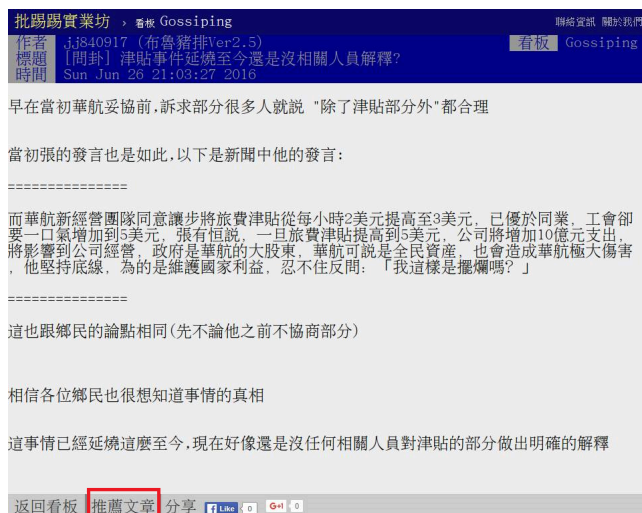 批踢踢實業坊 › 看板 Gossiping 聯絡資訊 關於我們
作者 jj840917 (布魯豬排Ver2.5) 看板 Gossiping
標題 [問卦] 津貼事件延燒至今還是沒相關人員解釋?
時間 Sun Jun 26 21:03:27 2016
早在當初華航妥協前,訴求部分很多人就說 "除了津貼部分外"都合理
當初張的發言也是如此,以下是新聞中他的發言:
===============
而華航新經營團隊同意讓步將旅費津貼從每小時2美元提高至3美元，已優於同業，工會卻
要一口氣增加到5美元，張有恒說，一旦旅費津貼提高到5美元，公司將增加10億元支出，
將影響到公司經營，政府是華航的大股東，華航可說是全民資產，也會造成華航極大傷害
，他堅持底線，為的是維護國家利益，忍不住反問：「我這樣是擺爛嗎？」
===============
這也跟鄉民的論點相同(先不論他之前不協商部分)
相信各位鄉民也很想知道事情的真相
這事情已經延燒這麼至今,現在好像還是沒任何相關人員對津貼的部分做出明確的解釋
返回看板 推薦文章 分享 Like 0 G+1 0